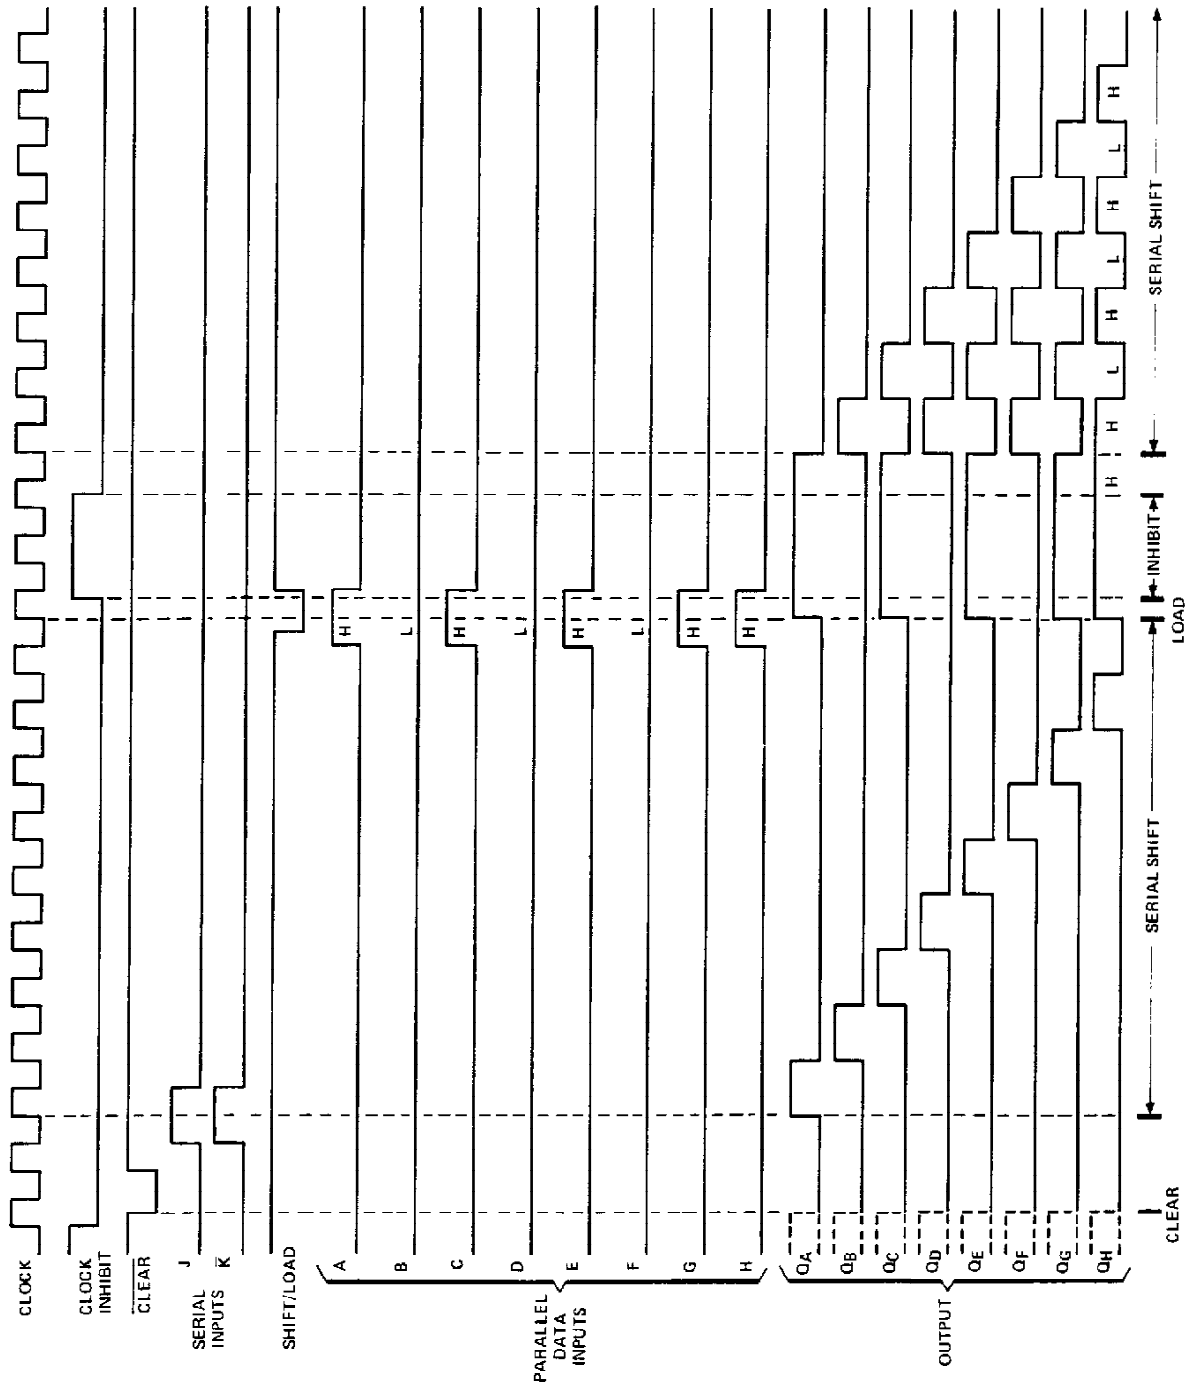 CLOCK
CLOCK
INHIBIT
CLEAR
SERIAL
INPUTS
J
K
SHIFT/LOAD
PARALLEL
DATA
INPUTS
A
H
B
L
C
H
D
L
E
H
F
L
G
H
H
H
OUTPUT
QA
QB
QC
QD
QE
QF
QG
QH
H
H
L
H
L
H
L
H
CLEAR
SERIAL SHIFT
LOAD
INHIBIT
SERIAL SHIFT